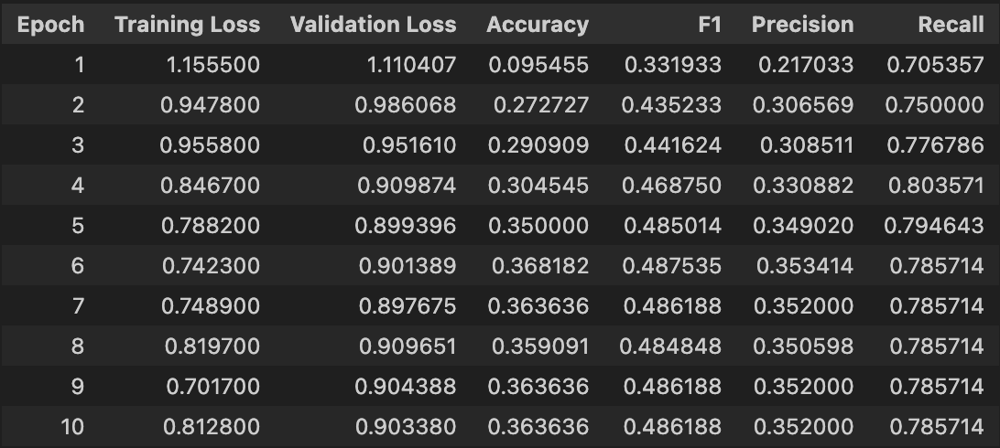 Epoch Training Loss Validation Loss Accuracy F1 Precision Recall
1 1.155500 1.110407 0.095455 0.331933 0.217033 0.705357
2 0.947800 0.986068 0.272727 0.435233 0.306569 0.750000
3 0.955800 0.951610 0.290909 0.441624 0.308511 0.776786
4 0.846700 0.909874 0.304545 0.468750 0.330882 0.803571
5 0.788200 0.899396 0.350000 0.485014 0.349020 0.794643
6 0.742300 0.901389 0.368182 0.487535 0.353414 0.785714
7 0.748900 0.897675 0.363636 0.486188 0.352000 0.785714
8 0.819700 0.909651 0.359091 0.484848 0.350598 0.785714
9 0.701700 0.904388 0.363636 0.486188 0.352000 0.785714
10 0.812800 0.903380 0.363636 0.486188 0.352000 0.785714